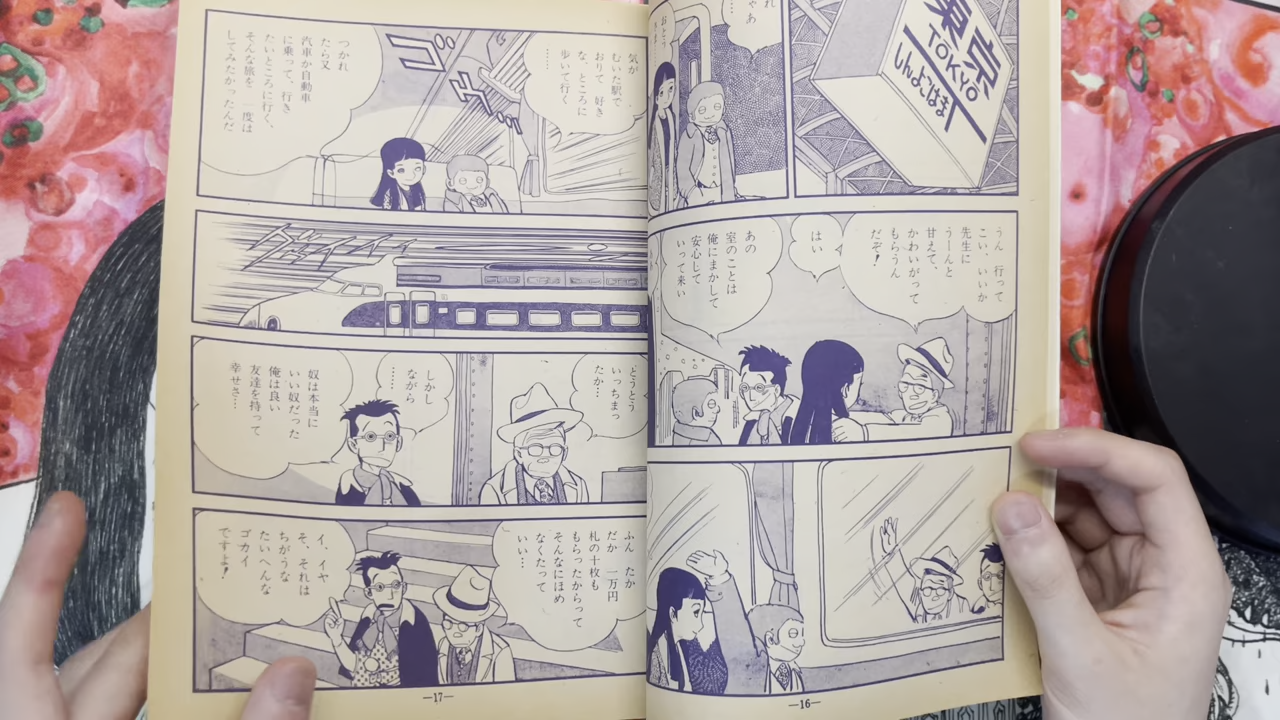 東京
TOKYO
しんよこはま
れ
ゃあ
……
おとう
うん 行って
こい、いいか
先生に
うーんと
甘えて、
かわいがって
もらうん
だぞ!
はい
あの
室のことは
俺にまかして
安心して
いって来い
—16—
気が
むいた駅で
おりて 好き
な、ところに
歩いて行く
……
つかれ
たら又
汽車か自動車
に乗って、行き
たいところに行く、
そんな旅を 一度は
してみたかったんだ
ゴ
とうとう
いっちまっ
たか…
しかし
ながら
……
奴は本当に
いい奴だった
俺は良い
友達を持って
幸せさ…
ふん たか
だか 一万円
札の十枚も
もらったからって
そんなにほめ
なくたって
いい…
イ、イヤ
そ、それは
ちがうな
たいへんな
ゴカイ
ですよ!
—17—